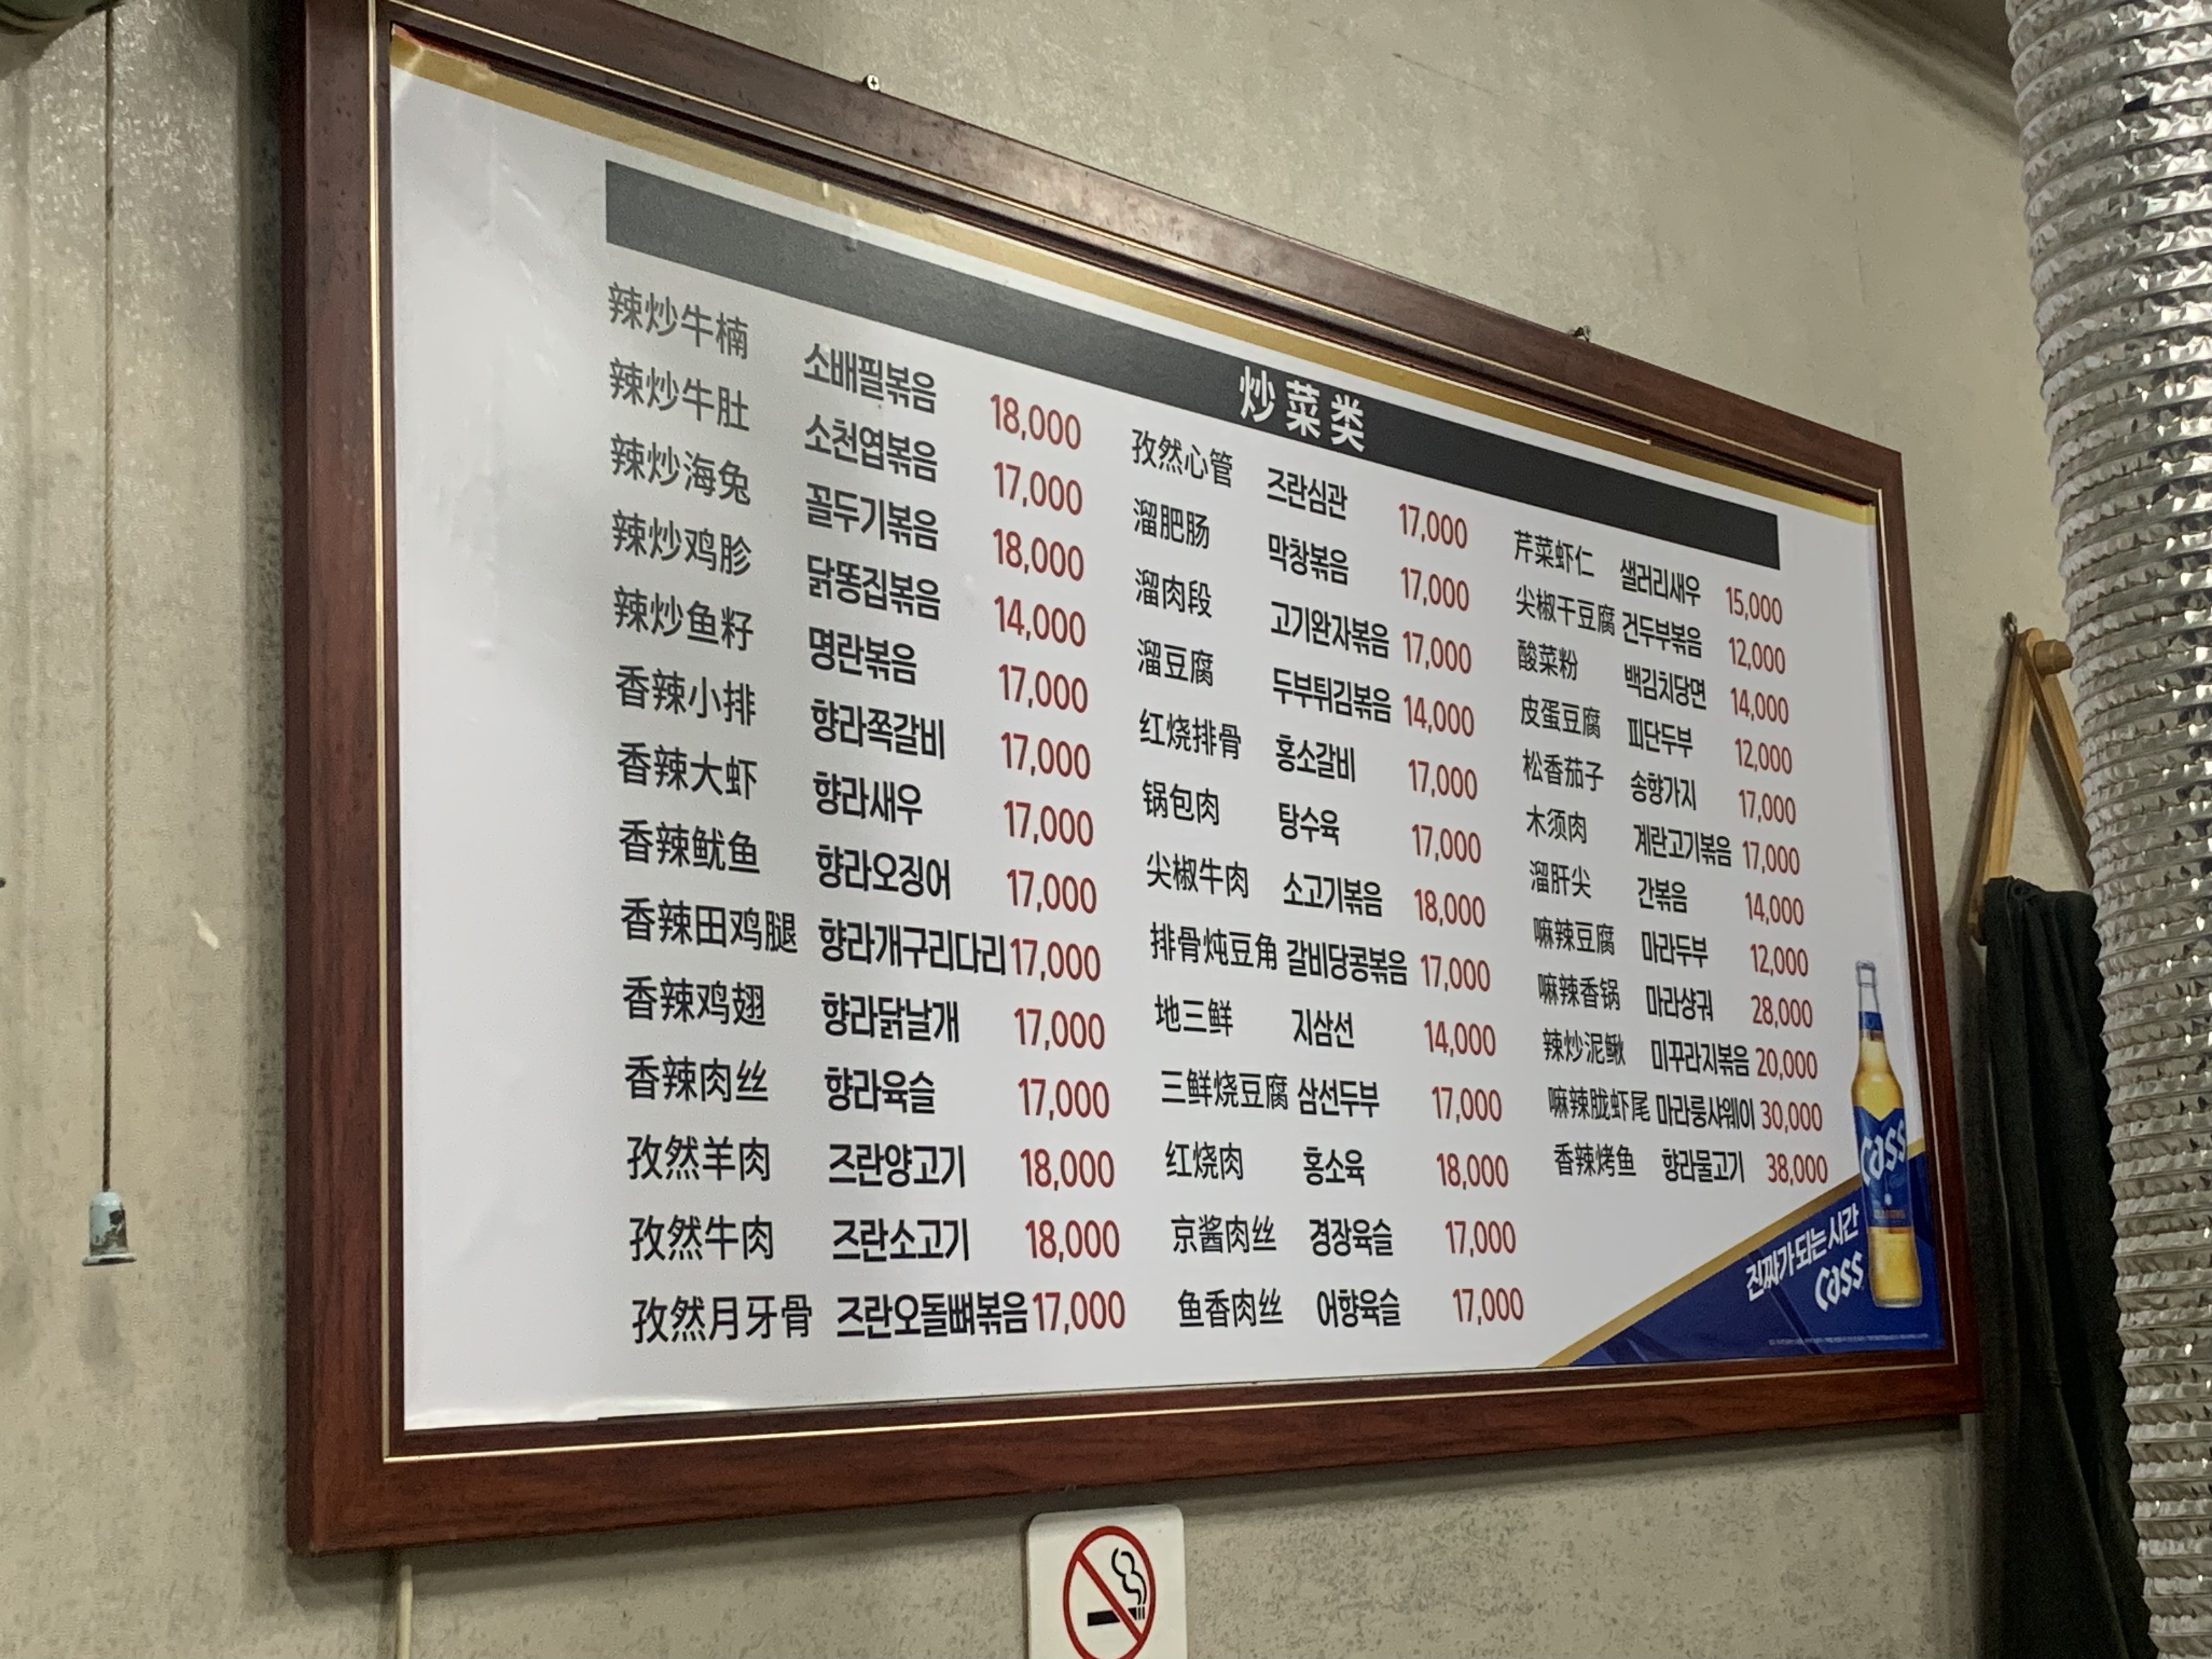 炒菜类
辣炒牛楠 소배필볶음 18,000
辣炒牛肚 소천엽볶음 17,000
辣炒海兔 꼴두기볶음 18,000
辣炒鸡胗 닭똥집볶음 14,000
辣炒鱼籽 명란볶음 17,000
香辣小排 향라쪽갈비 17,000
香辣大虾 향라새우 17,000
香辣鱿鱼 향라오징어 17,000
香辣田鸡腿 향라개구리다리 17,000
香辣鸡翅 향라닭날개 17,000
香辣肉丝 향라육슬 17,000
孜然羊肉 즈란양고기 18,000
孜然牛肉 즈란소고기 18,000
孜然月牙骨 즈란오돌뼈볶음 17,000
孜然心管 즈란심관 17,000
溜肥肠 막창볶음 17,000
溜肉段 고기완자볶음 17,000
溜豆腐 두부튀김볶음 14,000
红烧排骨 홍소갈비 17,000
锅包肉 탕수육 17,000
尖椒牛肉 소고기볶음 18,000
排骨炖豆角 갈비당콩볶음 17,000
地三鲜 지삼선 14,000
三鲜烧豆腐 삼선두부 17,000
红烧肉 홍소육 18,000
京酱肉丝 경장육슬 17,000
鱼香肉丝 어향육슬 17,000
芹菜虾仁 샐러리새우 15,000
尖椒干豆腐 건두부볶음 12,000
酸菜粉 백김치당면 14,000
皮蛋豆腐 피단두부 12,000
松香茄子 송향가지 17,000
木须肉 계란고기볶음 17,000
溜肝尖 간볶음 14,000
嘛辣豆腐 마라두부 12,000
嘛辣香锅 마라샹궈 28,000
辣炒泥鳅 미꾸라지볶음 20,000
嘛辣胧虾尾 마라룽샤웨이 30,000
香辣烤鱼 향라물고기 38,000
Cass
진짜가 되는 시간
Cass